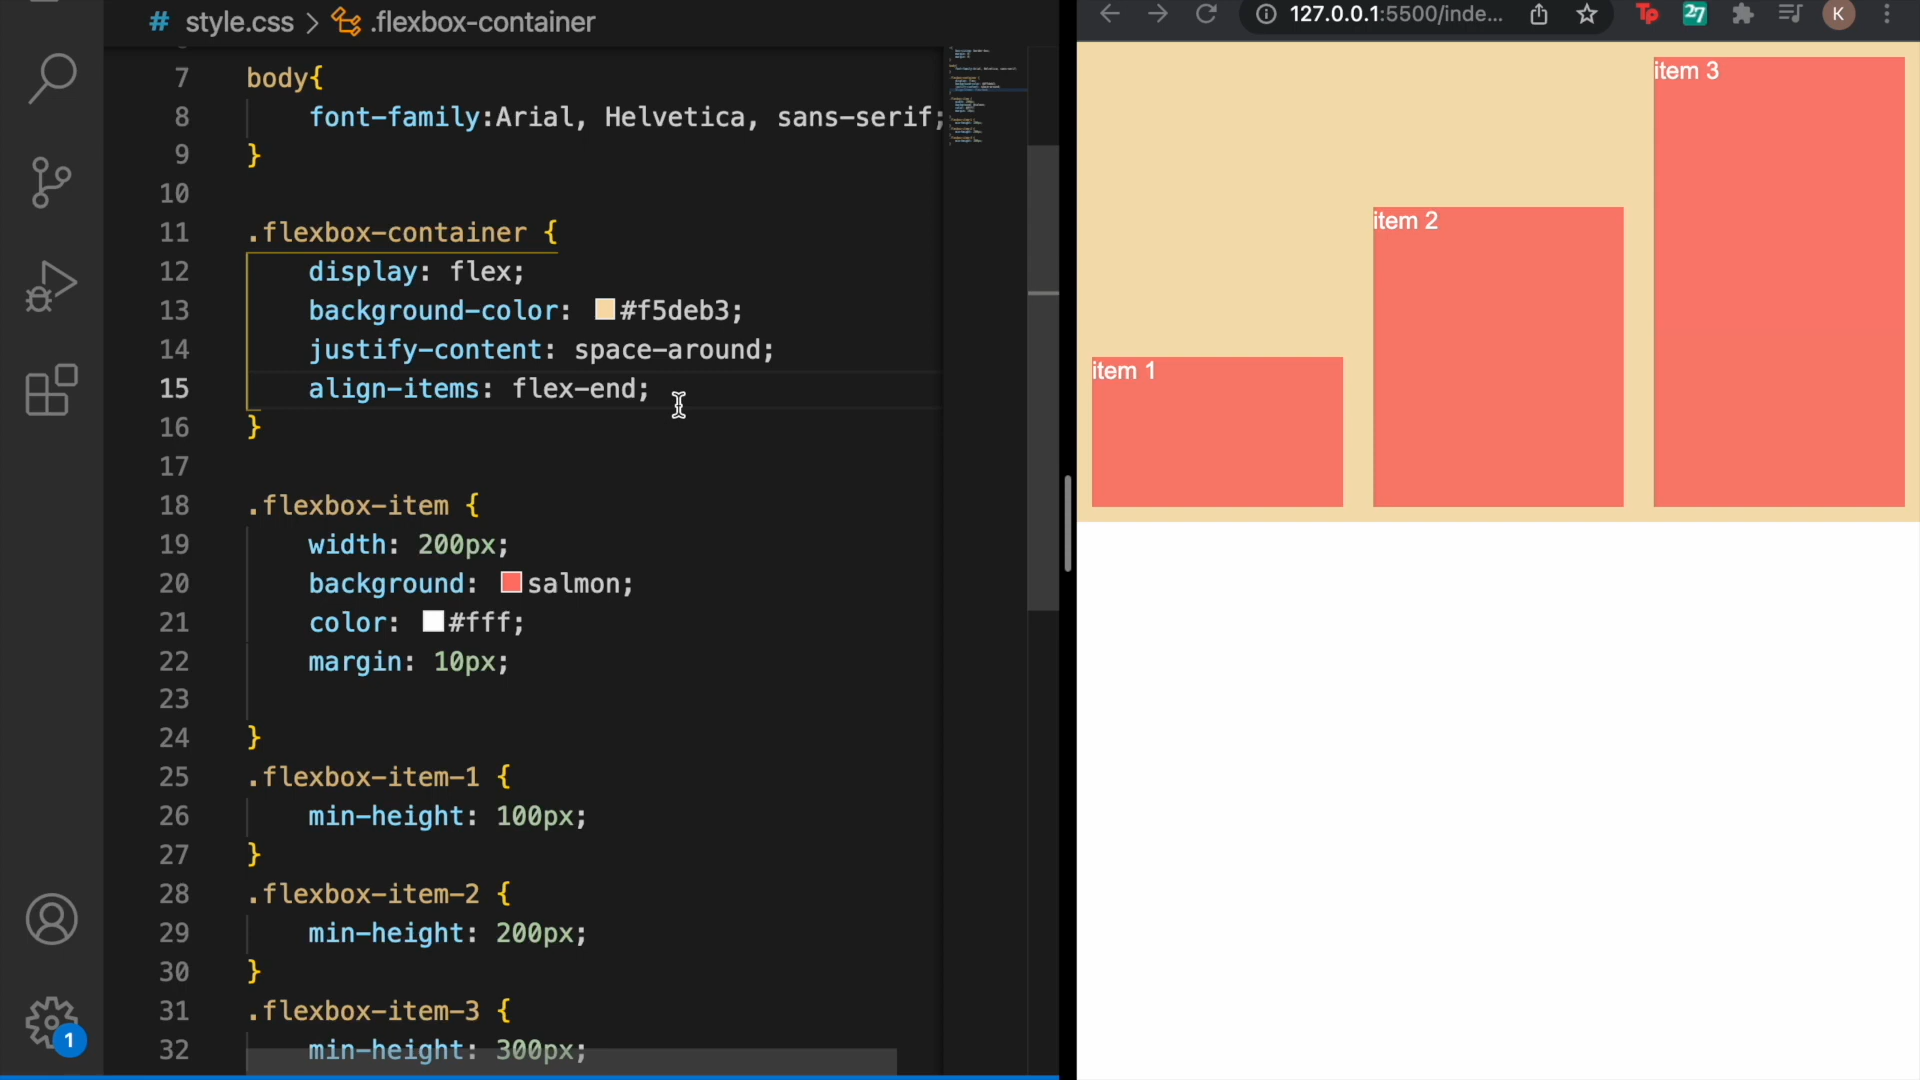 # style.css > .flexbox-container
7 body{
8 font-family:Arial, Helvetica, sans-serif;
9 }
10
11 .flexbox-container {
12 display: flex;
13 background-color: #f5deb3;
14 justify-content: space-around;
15 align-items: flex-end;
16 }
17
18 .flexbox-item {
19 width: 200px;
20 background: salmon;
21 color: #fff;
22 margin: 10px;
23
24 }
25 .flexbox-item-1 {
26 min-height: 100px;
27 }
28 .flexbox-item-2 {
29 min-height: 200px;
30 }
31 .flexbox-item-3 {
32 min-height: 300px;
1
127.0.0.1:5500/inde...
Tp
27
K
item 3
item 2
item 1